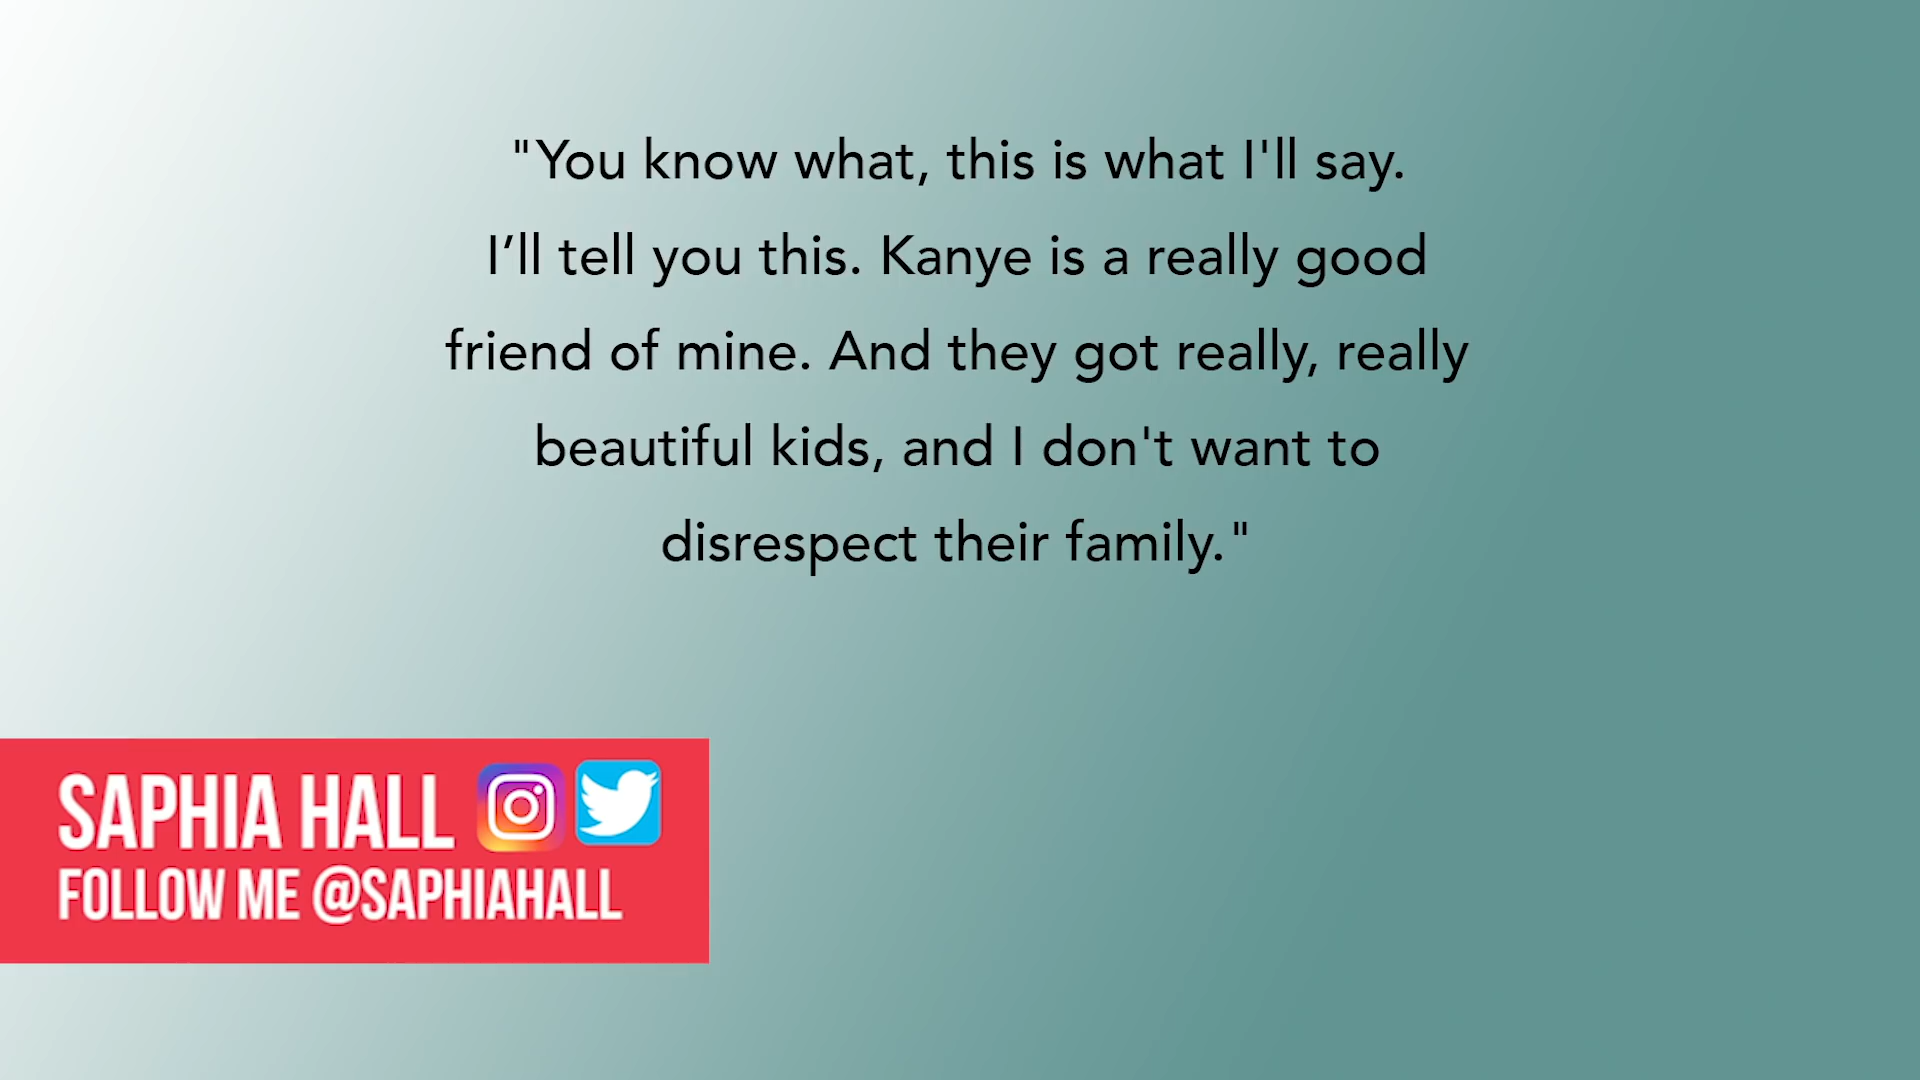 "You know what, this is what I'll say.
I’ll tell you this. Kanye is a really good
friend of mine. And they got really, really
beautiful kids, and I don't want to
disrespect their family."
SAPHIA HALL
FOLLOW ME @SAPHIAHALL